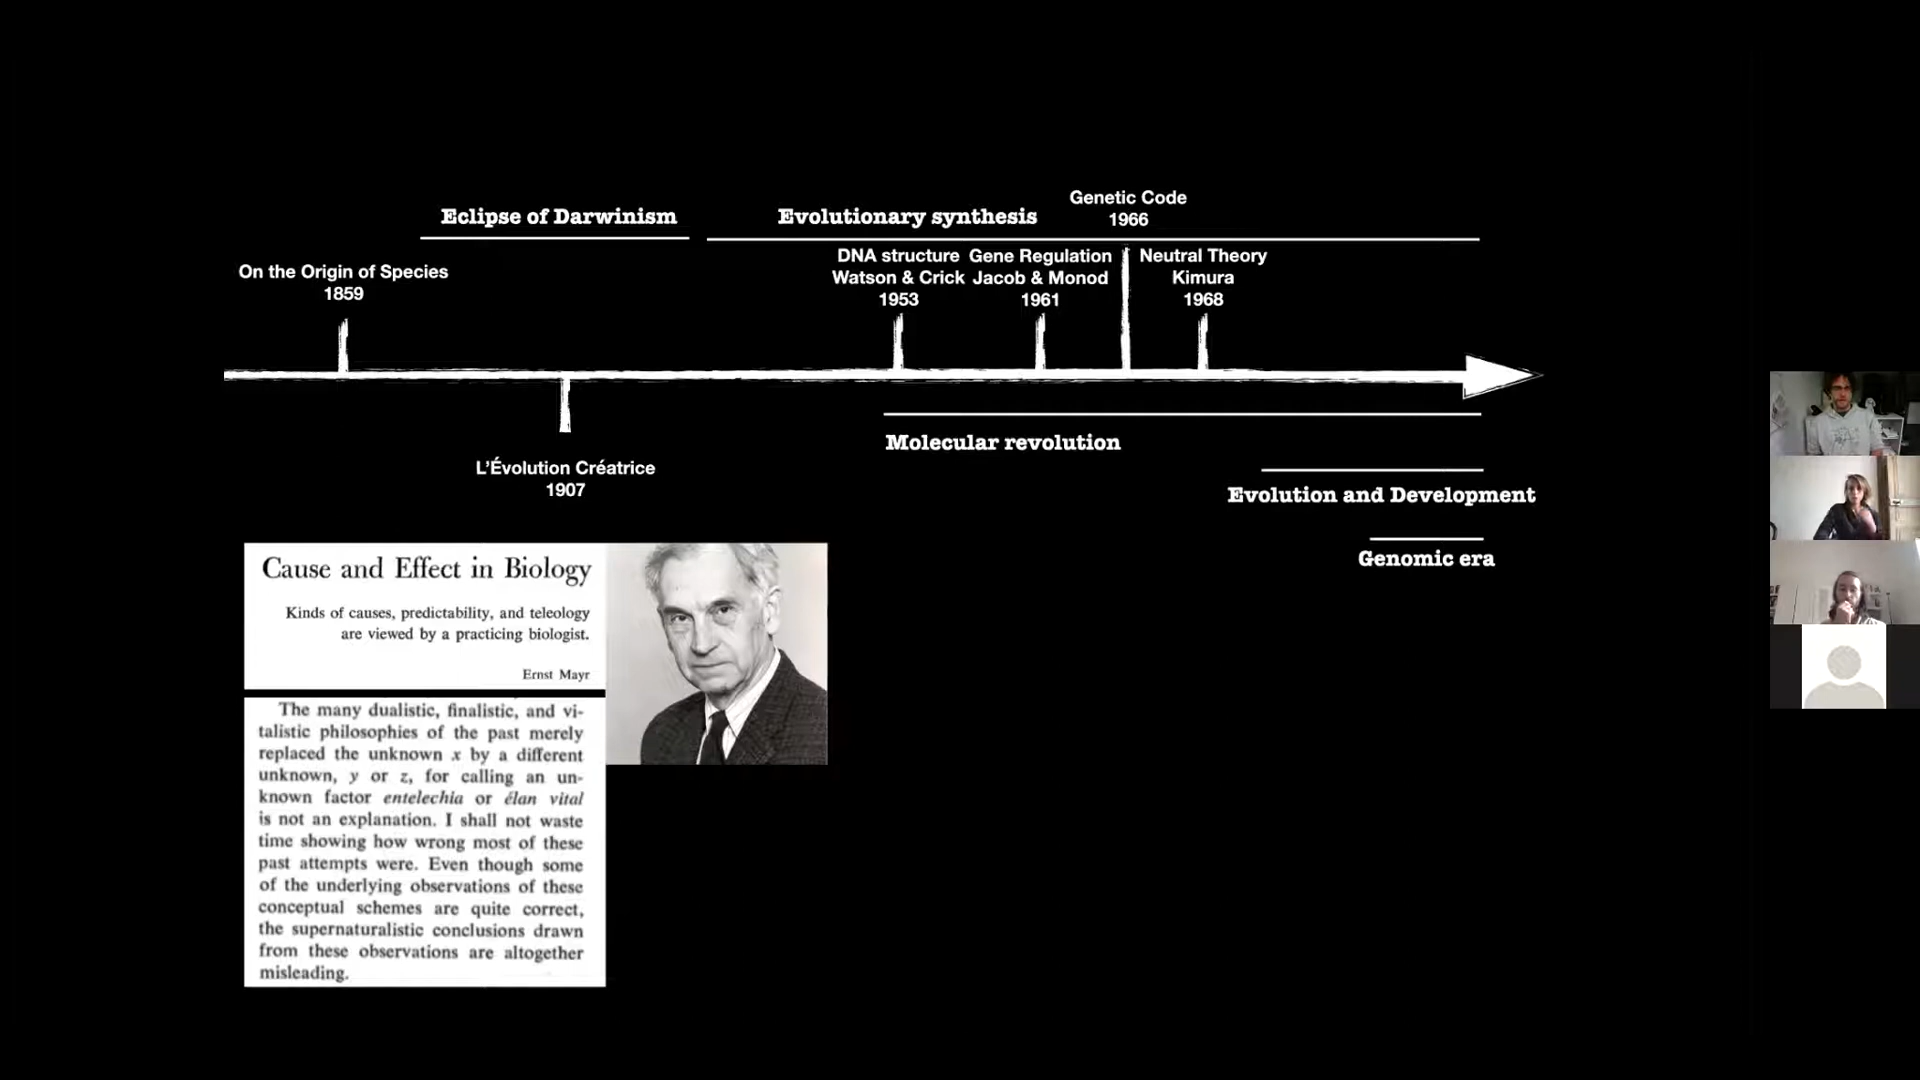 Genetic Code
1966
Eclipse of Darwinism
Evolutionary synthesis
On the Origin of Species
1859
DNA structure
Watson & Crick
1953
Gene Regulation
Jacob & Monod
1961
Neutral Theory
Kimura
1968
L’Évolution Créatrice
1907
Molecular revolution
Evolution and Development
Genomic era
Cause and Effect in Biology
Kinds of causes, predictability, and teleology
are viewed by a practicing biologist.
Ernst Mayr
The many dualistic, finalistic, and vi-
talistic philosophies of the past merely
replaced the unknown x by a different
unknown, y or z, for calling an un-
known factor entelechia or élan vital
is not an explanation. I shall not waste
time showing how wrong most of these
past attempts were. Even though some
of the underlying observations of these
conceptual schemes are quite correct,
the supernaturalistic conclusions drawn
from these observations are altogether
misleading.